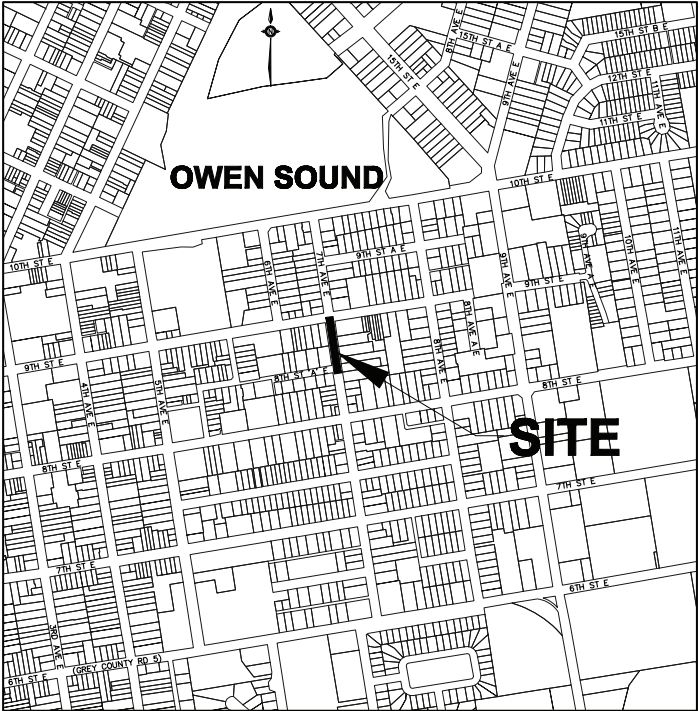 8TH AVE E
15TH ST A E
15TH ST B E
15TH ST E
9TH AVE E
12TH ST E
11TH AVE E
11TH ST E
N
OWEN SOUND
10TH ST E
10TH ST E
6TH AVE E
7TH AVE E
9TH ST A E
9TH AVE E
9TH AVE A E
10TH AVE E
11TH AVE E
9TH ST E
9TH ST E
8TH AVE A E
8TH AVE E
8TH ST 'A' E
8TH ST E
4TH AVE E
5TH AVE E
SITE
8TH ST E
7TH ST E
7TH ST E
6TH ST E
3RD AVE E
(GREY COUNTY RD 5)
6TH ST E